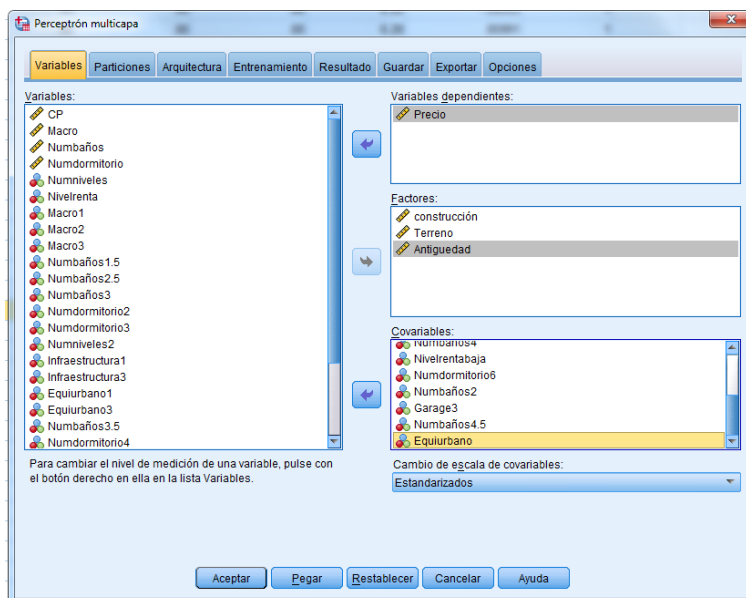 Perceptrón multicapa
Variables Particiones Arquitectura Entrenamiento Resultado Guardar Exportar Opciones
Variables:
CP
Macro
Numbaños
Numdormitorio
Numniveles
Nivelrenta
Macro1
Macro2
Macro3
Numbaños1.5
Numbaños2.5
Numbaños3
Numdormitorio2
Numdormitorio3
Numniveles2
Infraestructura1
Infraestructura3
Equiurbano1
Equiurbano3
Numbaños3.5
Numdormitorio4
Para cambiar el nivel de medición de una variable, pulse con
el botón derecho en ella en la lista Variables.
Variables dependientes:
Precio
Factores:
construcción
Terreno
Antiguedad
Covariables:
Numbaños4
Nivelrentabaja
Numdormitorio6
Numbaños2
Garage3
Numbaños4.5
Equiurbano
Cambio de escala de covariables:
Estandarizados
Aceptar Pegar Restablecer Cancelar Ayuda